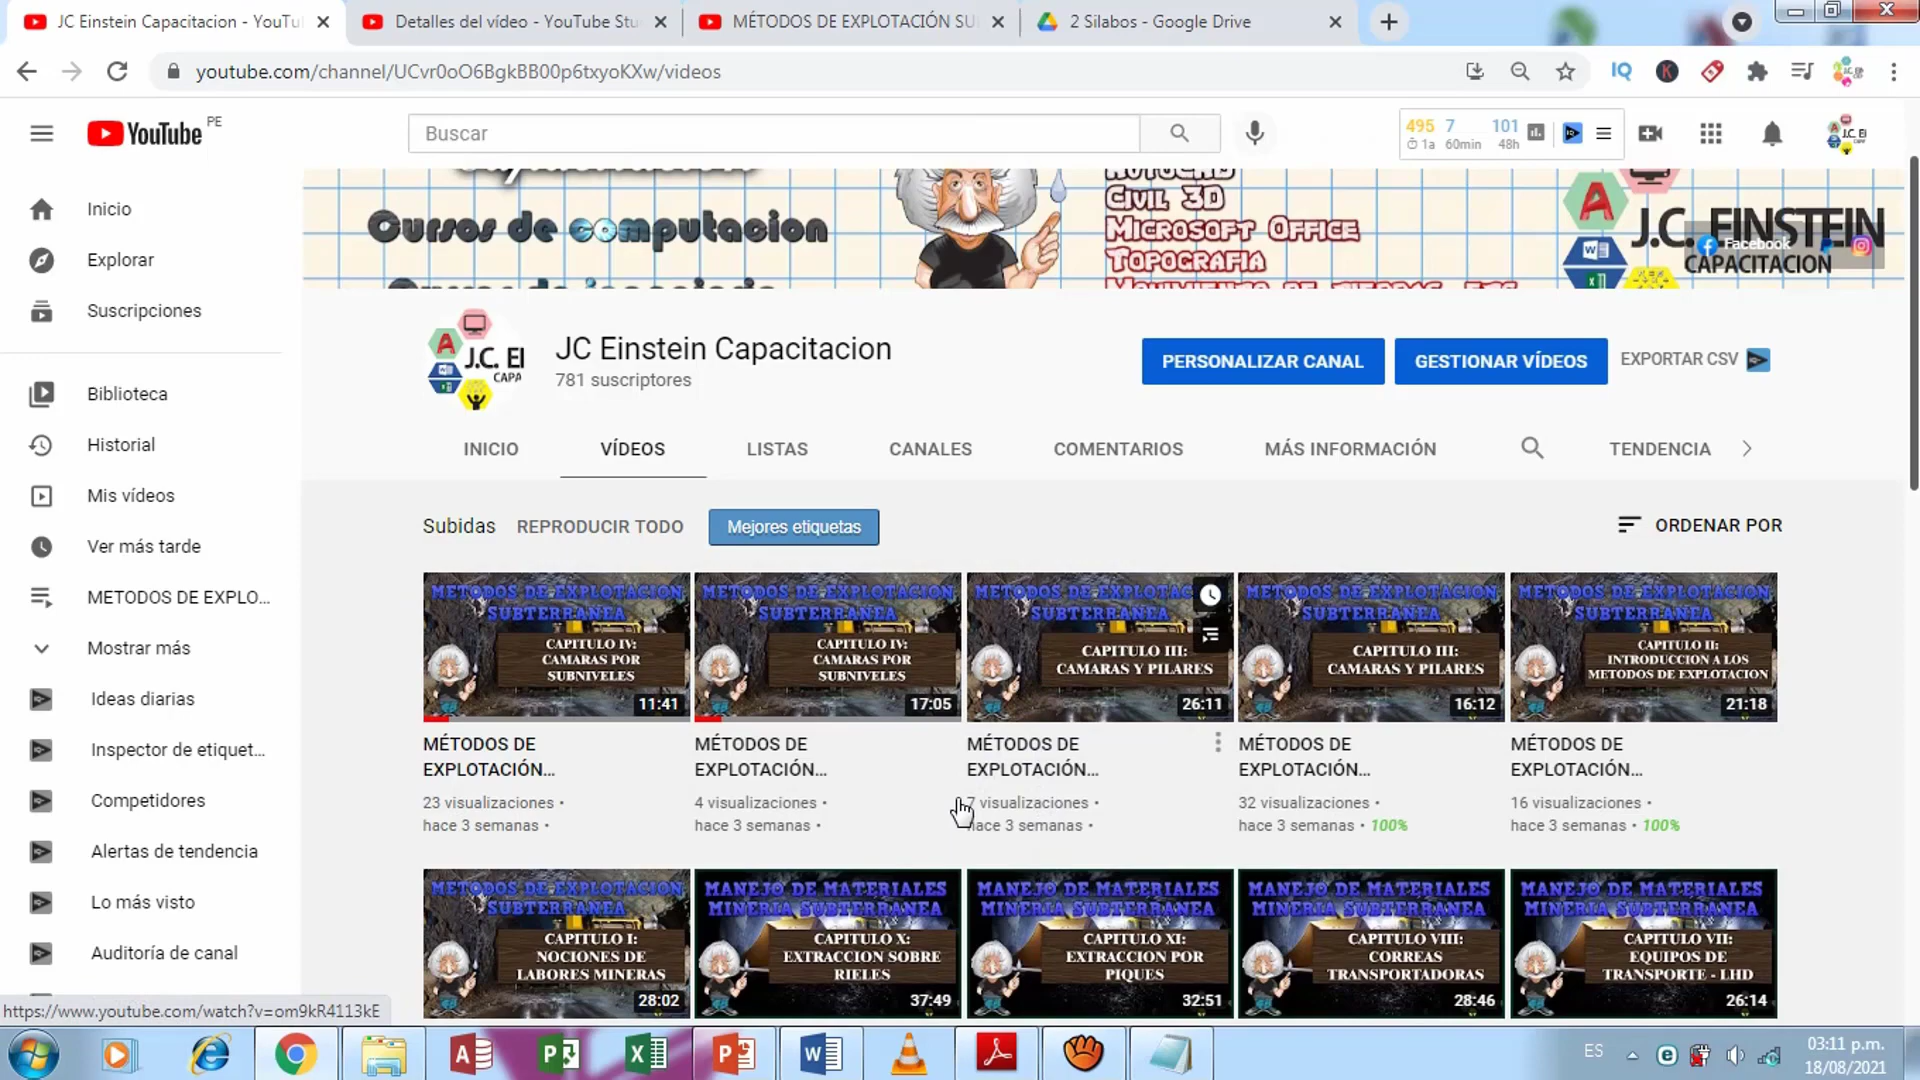 JC Einstein Capacitacion - YouTu
Detalles del vídeo - YouTube Stu
MÉTODOS DE EXPLOTACIÓN SU
2 Silabos - Google Drive
youtube.com/channel/UCvr0oO6BgkBB00p6txyoKXw/videos
YouTube PE
Buscar
495 7 101
1a 60min 48h
Inicio
Explorar
Suscripciones
Biblioteca
Historial
Mis vídeos
Ver más tarde
METODOS DE EXPLO...
Mostrar más
Ideas diarias
Inspector de etiquet...
Competidores
Alertas de tendencia
Lo más visto
Auditoría de canal
https://www.youtube.com/watch?v=om9kR4113kE
Cursos de computacion
AUTOCAD
CIVIL 3D
MICROSOFT OFFICE
TOPOGRAFIA
J.C. EINSTEIN
CAPACITACION
Facebook
J.C. EI
CAPA
JC Einstein Capacitacion
781 suscriptores
PERSONALIZAR CANAL
GESTIONAR VÍDEOS
EXPORTAR CSV
INICIO
VÍDEOS
LISTAS
CANALES
COMENTARIOS
MÁS INFORMACIÓN
TENDENCIA
Subidas
REPRODUCIR TODO
Mejores etiquetas
ORDENAR POR
METODOS DE EXPLOTACION
SUBTERRANEA
CAPITULO IV:
CAMARAS POR
SUBNIVELES
11:41
MÉTODOS DE
EXPLOTACIÓN...
23 visualizaciones •
hace 3 semanas •
METODOS DE EXPLOTACION
SUBTERRANEA
CAPITULO IV:
CAMARAS POR
SUBNIVELES
17:05
MÉTODOS DE
EXPLOTACIÓN...
4 visualizaciones •
hace 3 semanas •
METODOS DE EXPLOTAC
SUBTERRANEA
CAPITULO III:
CAMARAS Y PILARES
26:11
MÉTODOS DE
EXPLOTACIÓN...
7 visualizaciones •
hace 3 semanas •
METODOS DE EXPLOTACION
SUBTERRANEA
CAPITULO III:
CAMARAS Y PILARES
16:12
MÉTODOS DE
EXPLOTACIÓN...
32 visualizaciones •
hace 3 semanas • 100%
METODOS DE EXPLOTACION
SUBTERRANEA
CAPITULO II:
INTRODUCCION A LOS
METODOS DE EXPLOTACION
21:18
MÉTODOS DE
EXPLOTACIÓN...
16 visualizaciones •
hace 3 semanas • 100%
METODOS DE EXPLOTACION
SUBTERRANEA
CAPITULO I:
NOCIONES DE
LABORES MINERAS
28:02
MANEJO DE MATERIALES
MINERIA SUBTERRANEA
CAPITULO X:
EXTRACCION SOBRE
RIELES
37:49
MANEJO DE MATERIALES
MINERIA SUBTERRANEA
CAPITULO XI:
EXTRACCION POR
PIQUES
32:51
MANEJO DE MATERIALES
MINERIA SUBTERRANEA
CAPITULO VIII:
CORREAS
TRANSPORTADORAS
28:46
MANEJO DE MATERIALES
MINERIA SUBTERRANEA
CAPITULO VII:
EQUIPOS DE
TRANSPORTE - LHD
26:14
ES
03:11 p.m.
18/08/2021